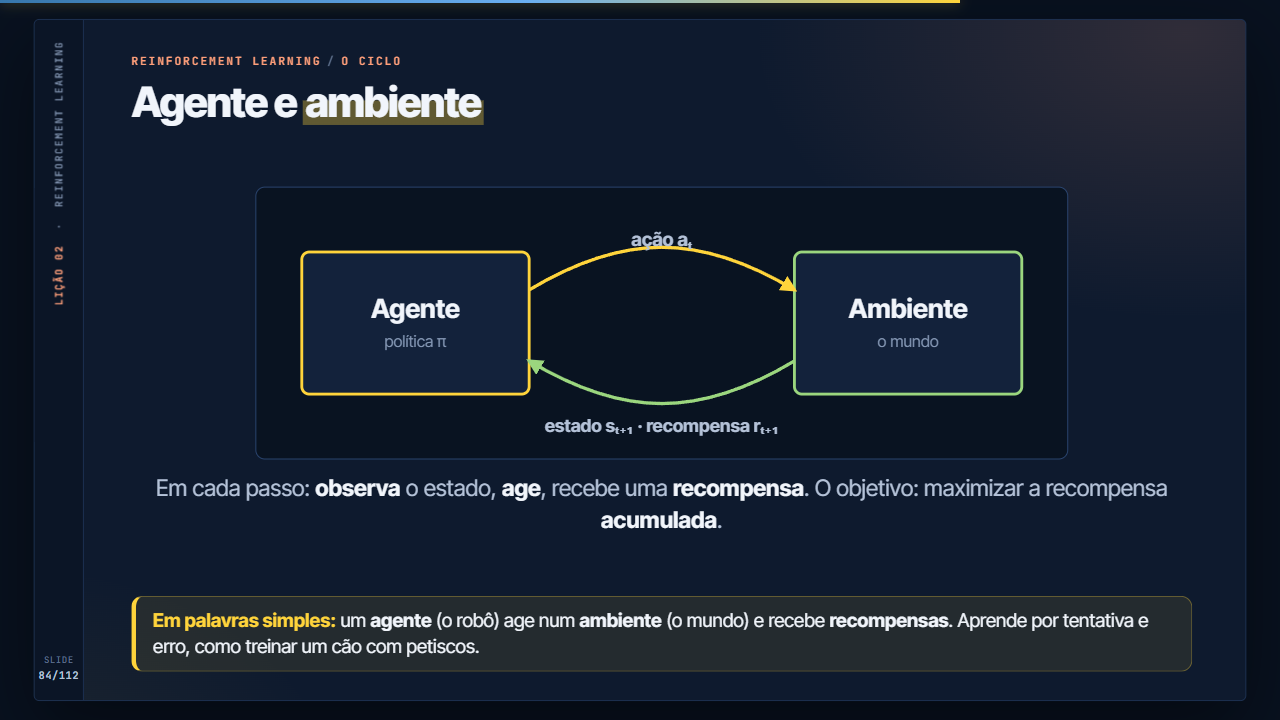 REINFORCEMENT LEARNING / O CICLO
Agente e ambiente
LIÇÃO 02 · REINFORCEMENT LEARNING
ação aₜ
Agente
política π
Ambiente
o mundo
estado sₜ₊₁ · recompensa rₜ₊₁
Em cada passo: observa o estado, age, recebe uma recompensa. O objetivo: maximizar a recompensa
acumulada.
Em palavras simples: um agente (o robô) age num ambiente (o mundo) e recebe recompensas. Aprende por tentativa e
erro, como treinar um cão com petiscos.
SLIDE
84/112